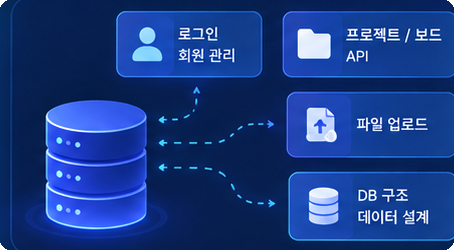 로그인
회원 관리
프로젝트 / 보드
API
파일 업로드
DB 구조
데이터 설계